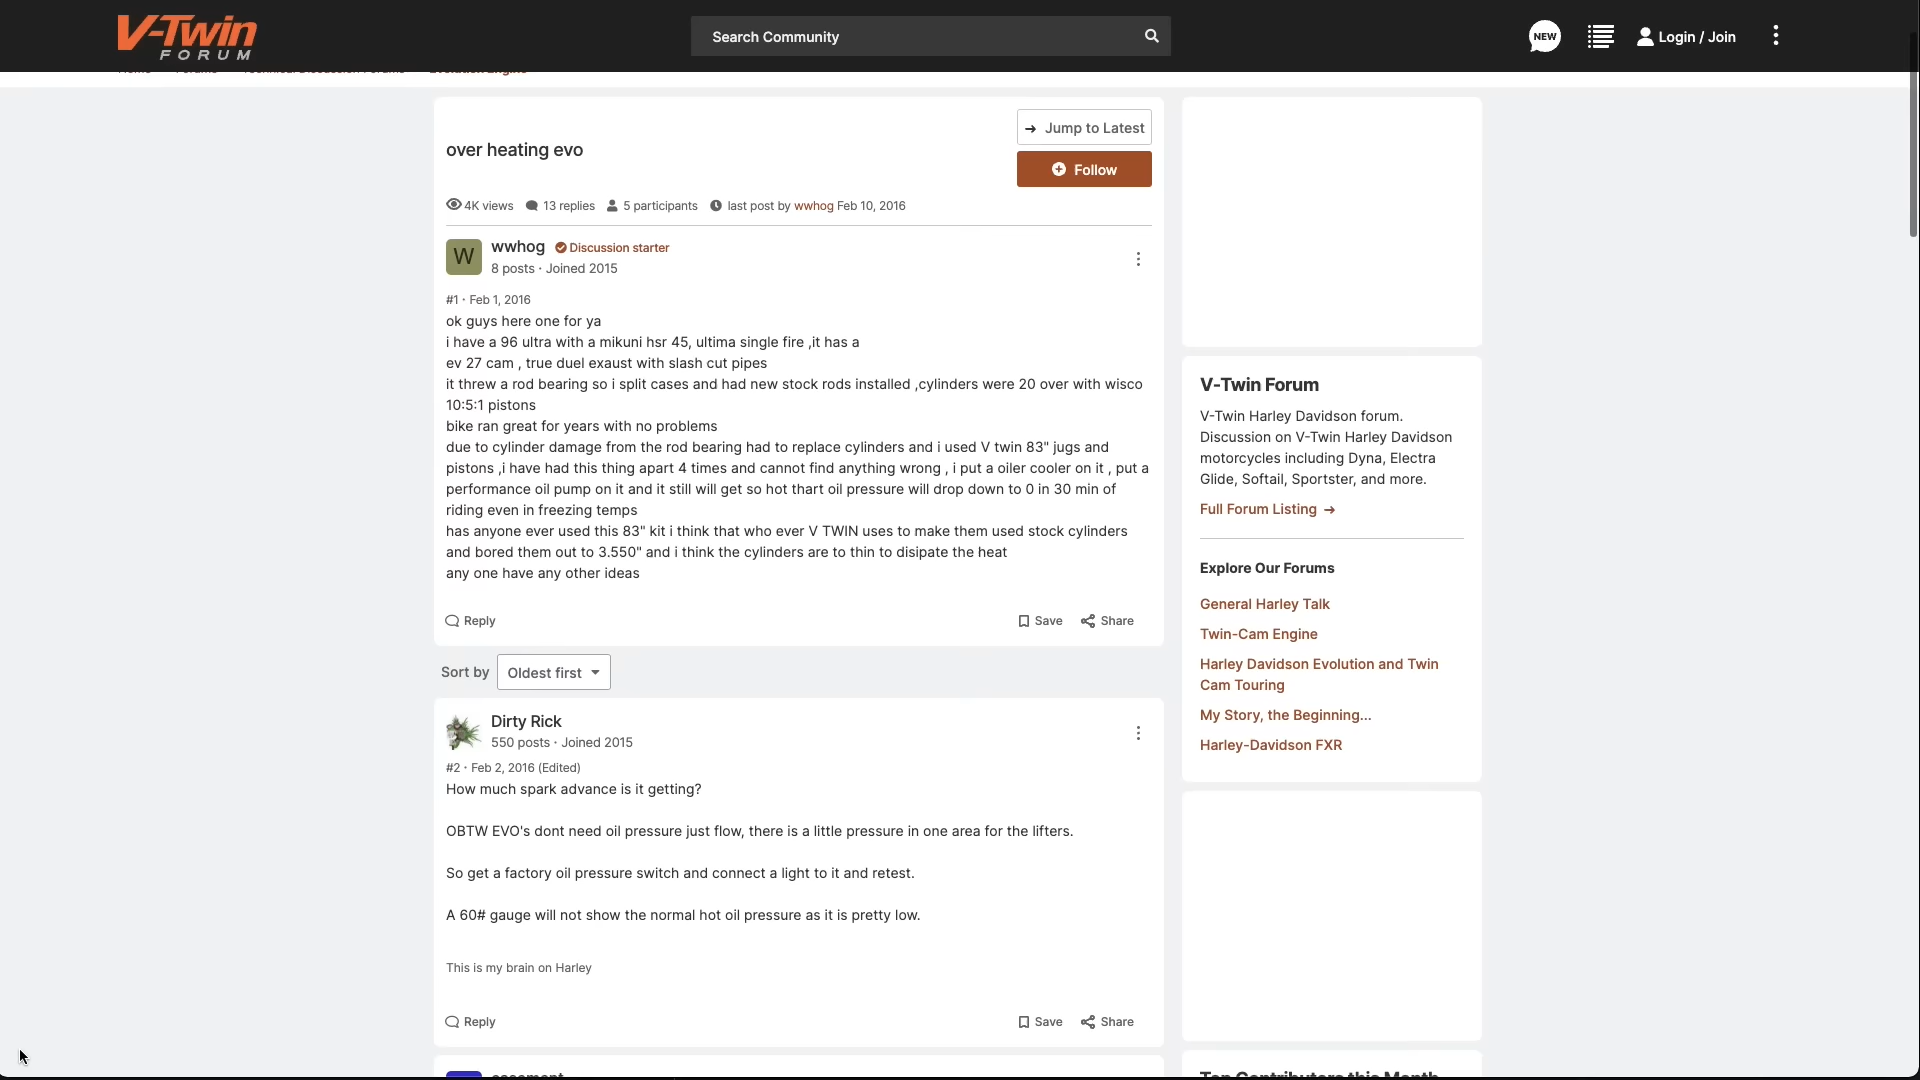 V-Twin
FORUM
Search Community
NEW
Login / Join
over heating evo
Jump to Latest
Follow
4K views 13 replies 5 participants last post by wwhog Feb 10, 2016
W
wwhog Discussion starter
8 posts · Joined 2015
#1 · Feb 1, 2016
ok guys here one for ya
i have a 96 ultra with a mikuni hsr 45, ultima single fire ,it has a
ev 27 cam , true duel exaust with slash cut pipes
it threw a rod bearing so i split cases and had new stock rods installed ,cylinders were 20 over with wisco
10:5:1 pistons
bike ran great for years with no problems
due to cylinder damage from the rod bearing had to replace cylinders and i used V twin 83" jugs and
pistons ,i have had this thing apart 4 times and cannot find anything wrong , i put a oiler cooler on it , put a
performance oil pump on it and it still will get so hot thart oil pressure will drop down to 0 in 30 min of
riding even in freezing temps
has anyone ever used this 83" kit i think that who ever V TWIN uses to make them used stock cylinders
and bored them out to 3.550" and i think the cylinders are to thin to disipate the heat
any one have any other ideas
Reply
Save Share
Sort by Oldest first
Dirty Rick
550 posts · Joined 2015
#2 · Feb 2, 2016 (Edited)
How much spark advance is it getting?
OBTW EVO's dont need oil pressure just flow, there is a little pressure in one area for the lifters.
So get a factory oil pressure switch and connect a light to it and retest.
A 60# gauge will not show the normal hot oil pressure as it is pretty low.
This is my brain on Harley
Reply
Save Share
V-Twin Forum
V-Twin Harley Davidson forum.
Discussion on V-Twin Harley Davidson
motorcycles including Dyna, Electra
Glide, Softail, Sportster, and more.
Full Forum Listing
Explore Our Forums
General Harley Talk
Twin-Cam Engine
Harley Davidson Evolution and Twin
Cam Touring
My Story, the Beginning...
Harley-Davidson FXR
Top Contributors this Month